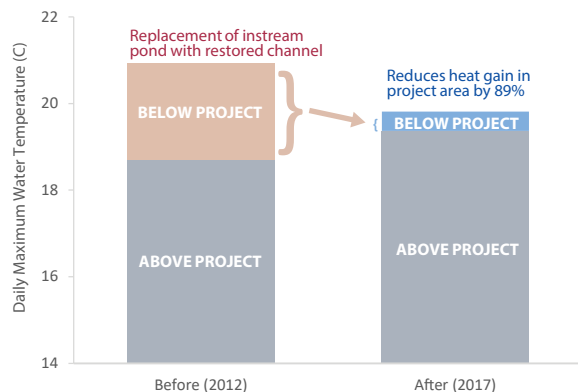 22
20
18
16
14
Daily Maximum Water Temperature (C)
Replacement of instream
pond with restored channel
BELOW PROJECT
ABOVE PROJECT
Reduces heat gain in
project area by 89%
BELOW PROJECT
ABOVE PROJECT
Before (2012)
After (2017)